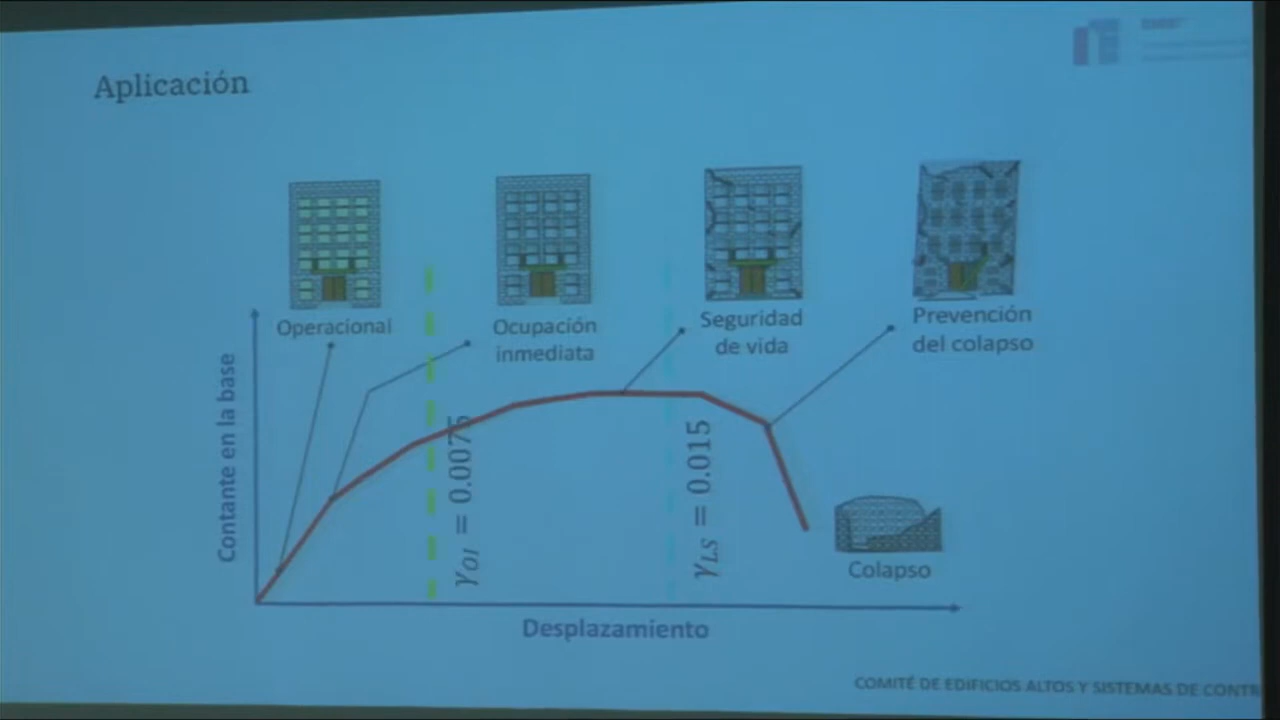 Aplicación
Operacional
Ocupación
inmediata
Seguridad
de vida
Prevención
del colapso
Contante en la base
γOI = 0.0075
γLS = 0.015
Colapso
Desplazamiento
COMITÉ DE EDIFICIOS ALTOS Y SISTEMAS DE CONTR